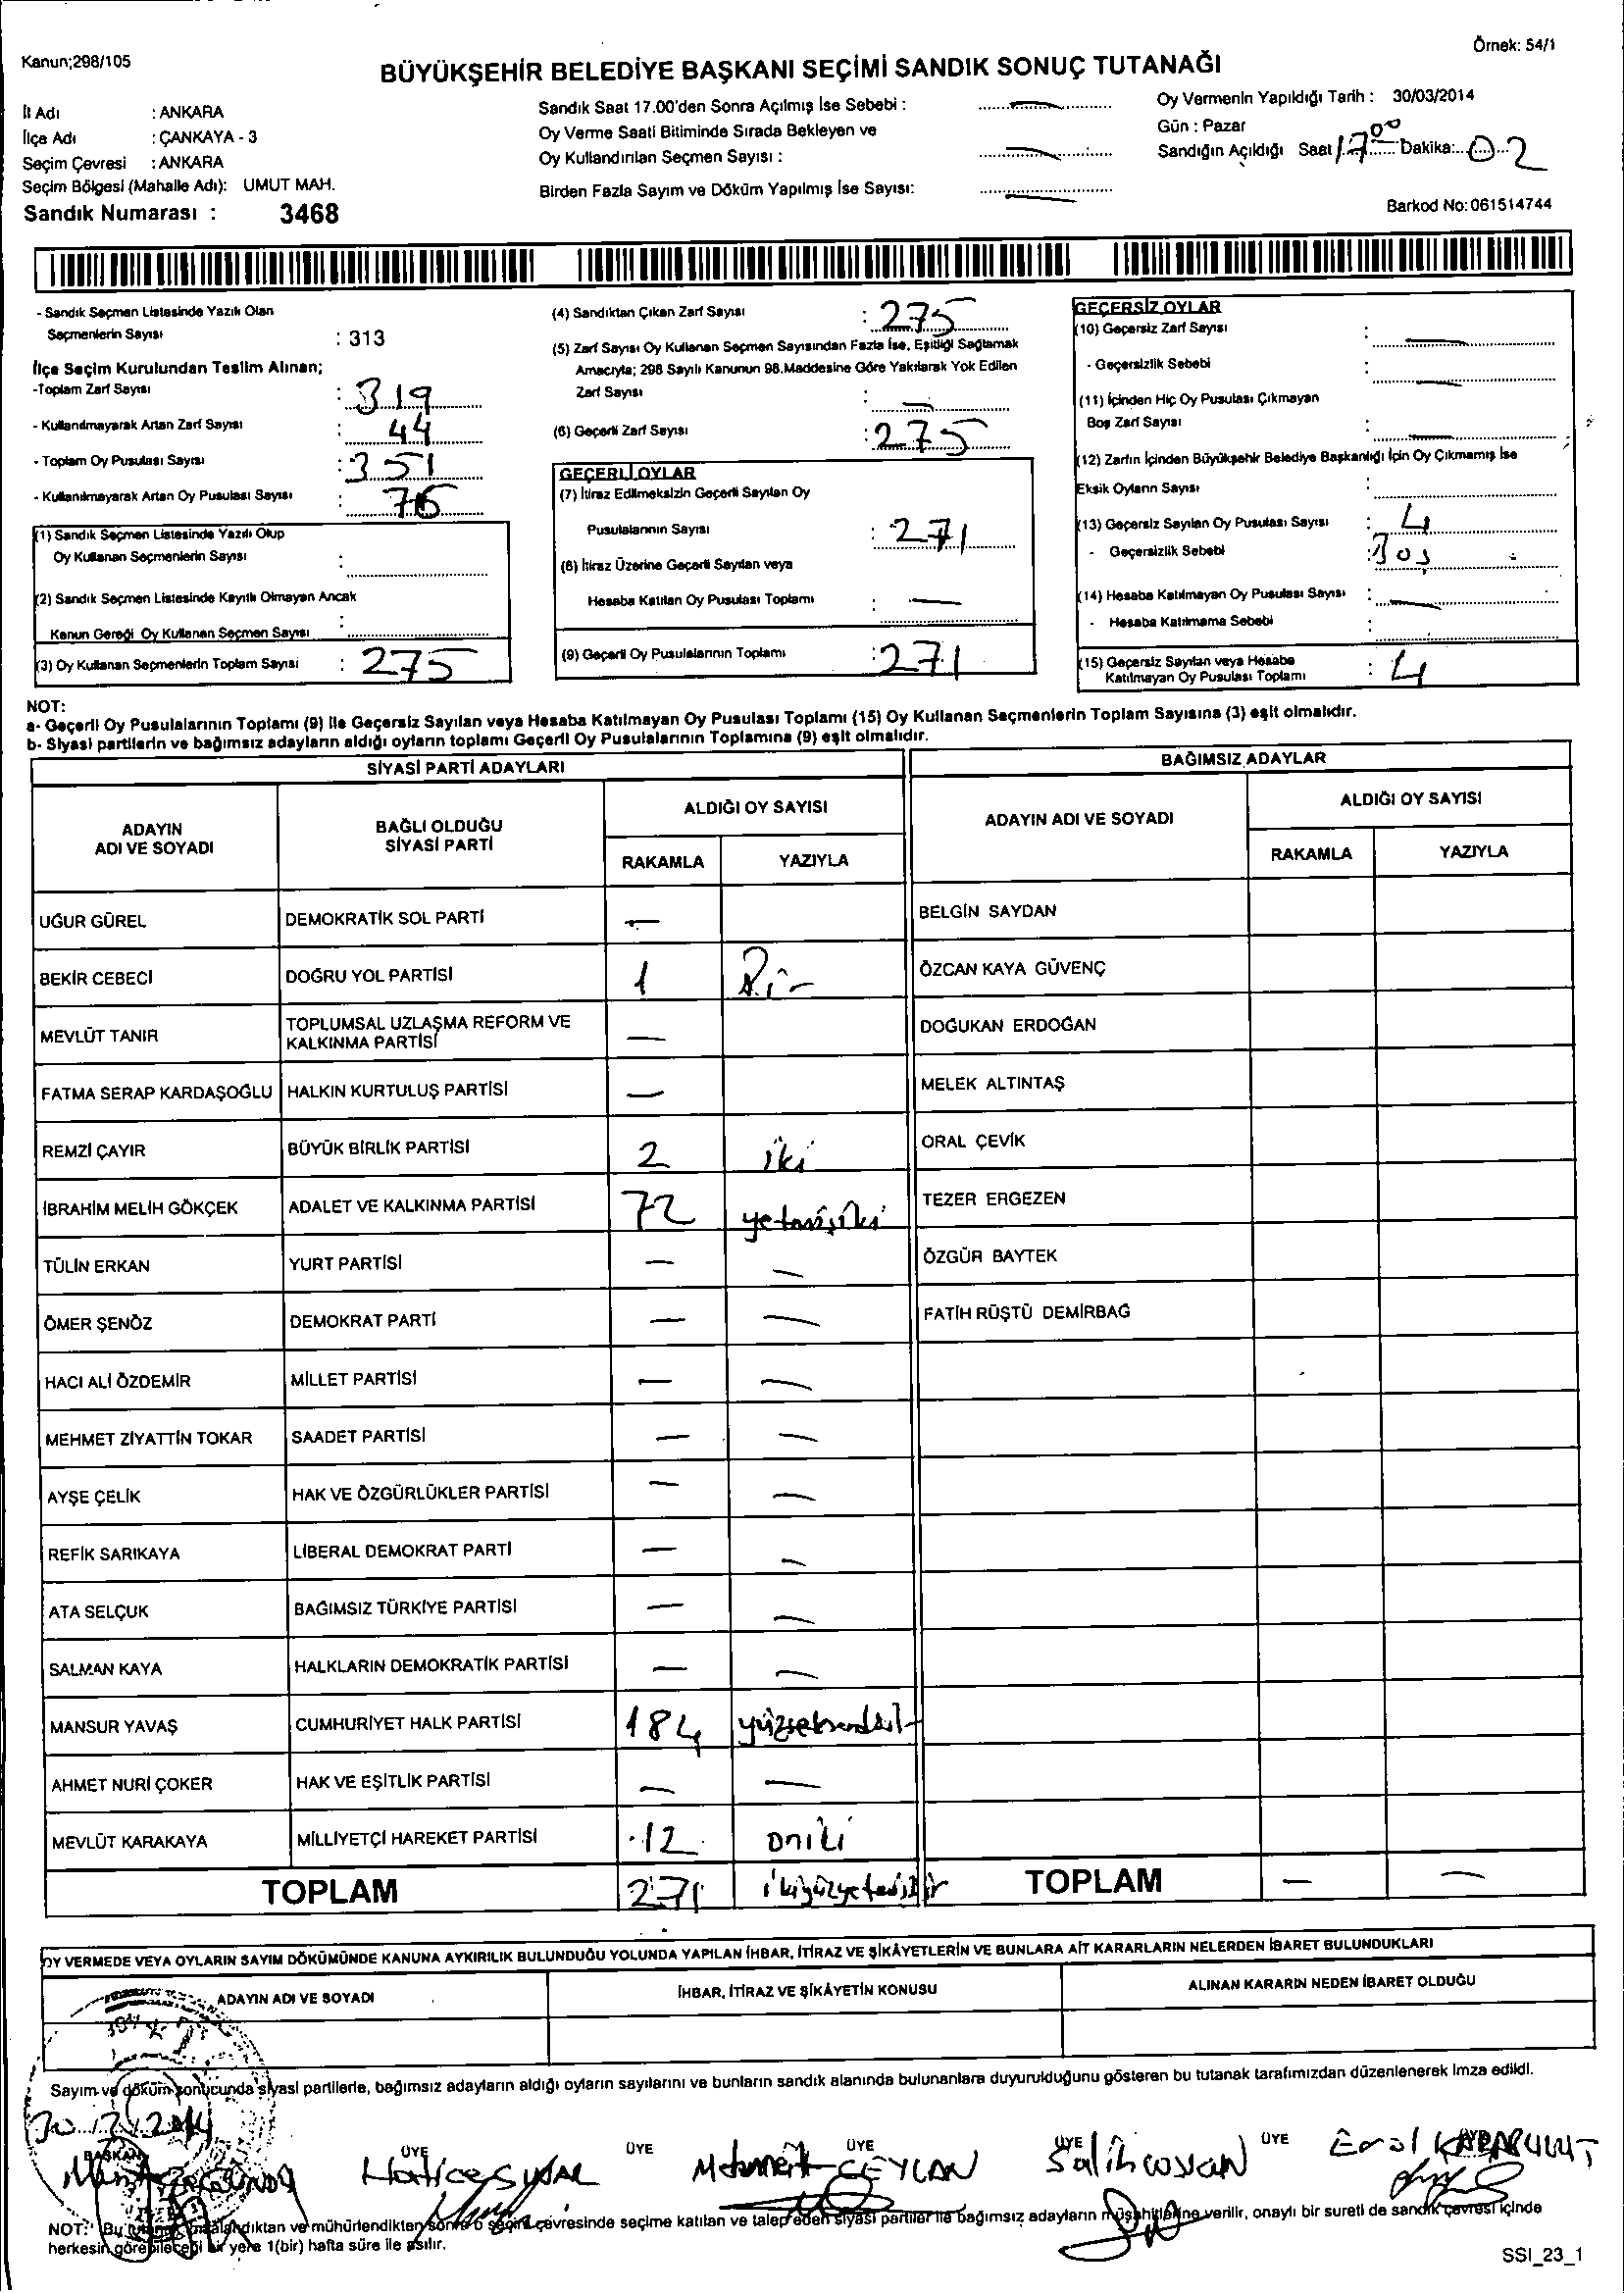 Kanun;298/105
Örnek: 54/1
BÜYÜKŞEHİR BELEDİYE BAŞKANI SEÇİMİ SANDIK SONUÇ TUTANAĞI
İl Adı : ANKARA
İlçe Adı : ÇANKAYA - 3
Seçim Çevresi : ANKARA
Seçim Bölgesi (Mahalle Adı): UMUT MAH.
Sandık Numarası : 3468
Sandık Saat 17.00'den Sonra Açılmış İse Sebebi : —
Oy Verme Saati Bitiminde Sırada Bekleyen ve
Oy Kullandırılan Seçmen Sayısı : —
Birden Fazla Sayım ve Döküm Yapılmış İse Sayısı: —
Oy Vermenin Yapıldığı Tarih : 30/03/2014
Gün : Pazar
Sandığın Açıldığı Saat 17 00 Dakika: 02
Barkod No: 061514744
- Sandık Seçmen Listesinde Yazılı Olan
Seçmenlerin Sayısı : 313
İlçe Seçim Kurulundan Teslim Alınan;
-Toplam Zarf Sayısı : 319
- Kullanılmayarak Artan Zarf Sayısı : 44
- Toplam Oy Pusulası Sayısı : 351
- Kullanılmayarak Artan Oy Pusulası Sayısı : 76
(1) Sandık Seçmen Listesinde Yazılı Olup
Oy Kullanan Seçmenlerin Sayısı :
(2) Sandık Seçmen Listesinde Kayıtlı Olmayan Ancak
Kanun Gereği Oy Kullanan Seçmen Sayısı :
(3) Oy Kullanan Seçmenlerin Toplam Sayısı : 275
(4) Sandıktan Çıkan Zarf Sayısı : 275
(5) Zarf Sayısı Oy Kullanan Seçmen Sayısından Fazla İse, Eşitliği Sağlamak
Amacıyla; 298 Sayılı Kanunun 98.Maddesine Göre Yakılarak Yok Edilen
Zarf Sayısı : —
(6) Geçerli Zarf Sayısı : 275
GEÇERLİ OYLAR
(7) İtiraz Edilmeksizin Geçerli Sayılan Oy
Pusulalarının Sayısı : 271
(8) İtiraz Üzerine Geçerli Sayılan veya
Hesaba Katılan Oy Pusulası Toplamı : —
(9) Geçerli Oy Pusulalarının Toplamı : 271
GEÇERSİZ OYLAR
(10) Geçersiz Zarf Sayısı : —
- Geçersizlik Sebebi : —
(11) İçinden Hiç Oy Pusulası Çıkmayan
Boş Zarf Sayısı : —
(12) Zarfın İçinden Büyükşehir Belediye Başkanlığı İçin Oy Çıkmamış İse
Eksik Oyların Sayısı :
(13) Geçersiz Sayılan Oy Pusulası Sayısı : 4
- Geçersizlik Sebebi : Boş
(14) Hesaba Katılmayan Oy Pusulası Sayısı : —
- Hesaba Katılmama Sebebi :
(15) Geçersiz Sayılan veya Hesaba
Katılmayan Oy Pusulası Toplamı : 4
NOT:
a- Geçerli Oy Pusulalarının Toplamı (9) ile Geçersiz Sayılan veya Hesaba Katılmayan Oy Pusulası Toplamı (15) Oy Kullanan Seçmenlerin Toplam Sayısına (3) eşit olmalıdır.
b- Siyasi partilerin ve bağımsız adayların aldığı oyların toplamı Geçerli Oy Pusulalarının Toplamına (9) eşit olmalıdır.
SİYASİ PARTİ ADAYLARI
ADAYIN ADI VE SOYADI BAĞLI OLDUĞU SİYASİ PARTİ ALDIĞI OY SAYISI
RAKAMLA YAZIYLA
UĞUR GÜREL DEMOKRATİK SOL PARTİ —
BEKİR CEBECİ DOĞRU YOL PARTİSİ 1 Bir
MEVLÜT TANIR TOPLUMSAL UZLAŞMA REFORM VE KALKINMA PARTİSİ —
FATMA SERAP KARDAŞOĞLU HALKIN KURTULUŞ PARTİSİ —
REMZİ ÇAYIR BÜYÜK BİRLİK PARTİSİ 2 iki
İBRAHİM MELİH GÖKÇEK ADALET VE KALKINMA PARTİSİ 72 yetmişiki
TÜLİN ERKAN YURT PARTİSİ — —
ÖMER ŞENÖZ DEMOKRAT PARTİ — —
HACI ALİ ÖZDEMİR MİLLET PARTİSİ — —
MEHMET ZİYATTİN TOKAR SAADET PARTİSİ — —
AYŞE ÇELİK HAK VE ÖZGÜRLÜKLER PARTİSİ — —
REFİK SARIKAYA LİBERAL DEMOKRAT PARTİ — —
ATA SELÇUK BAĞIMSIZ TÜRKİYE PARTİSİ — —
SALMAN KAYA HALKLARIN DEMOKRATİK PARTİSİ — —
MANSUR YAVAŞ CUMHURİYET HALK PARTİSİ 184
AHMET NURİ ÇOKER HAK VE EŞİTLİK PARTİSİ — —
MEVLÜT KARAKAYA MİLLİYETÇİ HAREKET PARTİSİ 12 oniki
TOPLAM 271 ikiyüzyetmişbir
BAĞIMSIZ ADAYLAR
ADAYIN ADI VE SOYADI ALDIĞI OY SAYISI
RAKAMLA YAZIYLA
BELGİN SAYDAN
ÖZCAN KAYA GÜVENÇ
DOĞUKAN ERDOĞAN
MELEK ALTINTAŞ
ORAL ÇEVİK
TEZER ERGEZEN
ÖZGÜR BAYTEK
FATİH RÜŞTÜ DEMİRBAĞ
TOPLAM — —
OY VERMEDE VEYA OYLARIN SAYIM DÖKÜMÜNDE KANUNA AYKIRILIK BULUNDUĞU YOLUNDA YAPILAN İHBAR, İTİRAZ VE ŞİKÂYETLERİN VE BUNLARA AİT KARARLARIN NELERDEN İBARET BULUNDUKLARI
ADAYIN ADI VE SOYADI İHBAR, İTİRAZ VE ŞİKÂYETİN KONUSU ALINAN KARARIN NEDEN İBARET OLDUĞU
Sayım ve döküm sonucunda siyasi partilerle, bağımsız adayların aldığı oyların sayılarını ve bunların sandık alanında bulunanlara duyurulduğunu gösteren bu tutanak tarafımızdan düzenlenerek imza edildi.
BAŞKAN ÜYE ÜYE ÜYE ÜYE ÜYE ÜYE
Hatice Mehmet CEYLAN Salih Erol KARABULUT
NOT: Bu tutanak imzalandıktan ve mühürlendikten sonra o seçim çevresinde seçime katılan ve talep eden siyasi partiler ile bağımsız adayların müşahitlerine verilir, onaylı bir sureti de sandık çevresi içinde
herkesin görebileceği bir yere 1(bir) hafta süre ile asılır.
SSI_23_1